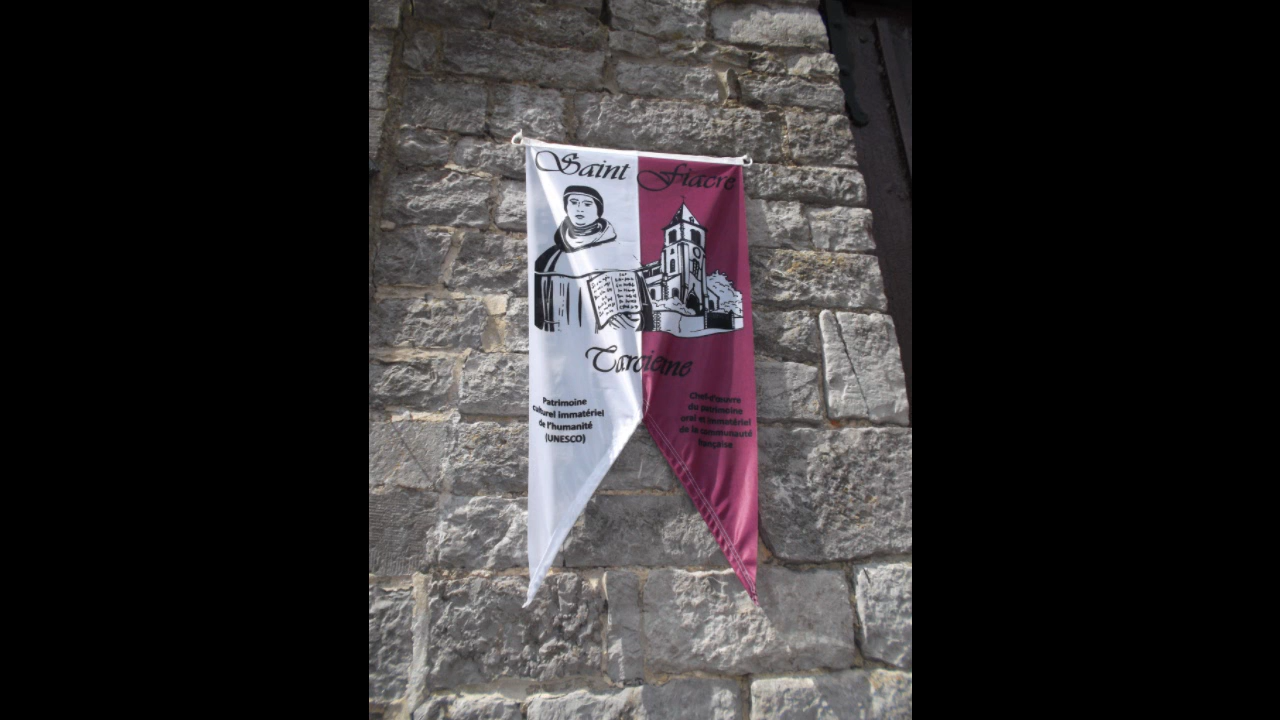 Saint Fiacre
Tarcienne
Patrimoine
culturel immatériel
de l'humanité
(UNESCO)
Chef-d'œuvre
du patrimoine
oral et immatériel
de la communauté
française